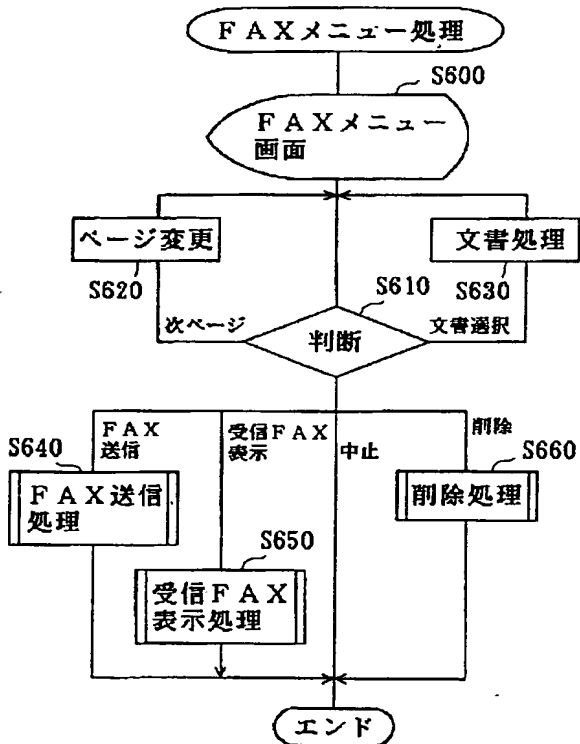 ＦＡＸメニュー処理
S600
ＦＡＸメニュー
画面
ページ変更
文書処理
S620
S610
S630
次ページ
判断
文書選択
ＦＡＸ
送信
受信ＦＡＸ
表示
中止
削除
S640
S660
ＦＡＸ送信
処理
削除処理
S650
受信ＦＡＸ
表示処理
エンド